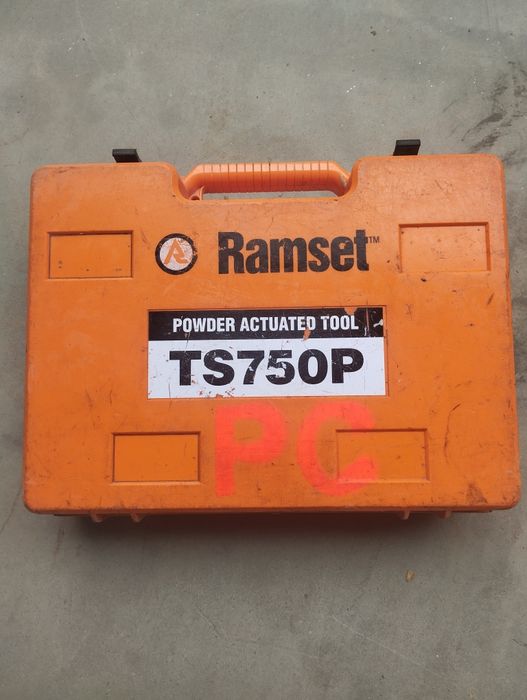 Ramset™
POWDER ACTUATED TOOL
TS750P
PC